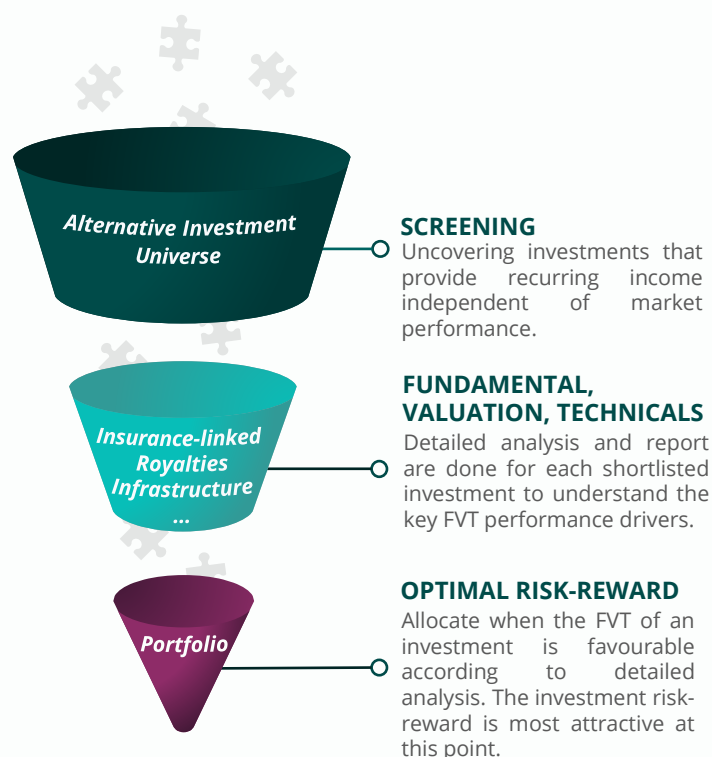 Alternative Investment
Universe
SCREENING
Uncovering investments that
provide recurring income
independent of market
performance.
Insurance-linked
Royalties
Infrastructure
...
FUNDAMENTAL,
VALUATION, TECHNICALS
Detailed analysis and report
are done for each shortlisted
investment to understand the
key FVT performance drivers.
Portfolio
OPTIMAL RISK-REWARD
Allocate when the FVT of an
investment is favourable
according to detailed
analysis. The investment risk-
reward is most attractive at
this point.